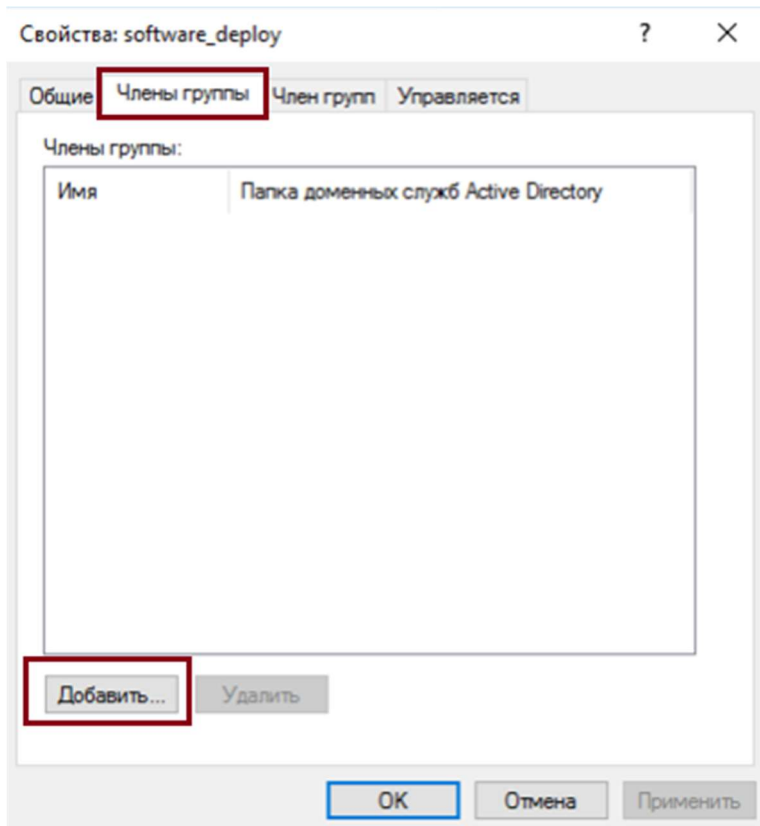 Свойства: software_deploy ?
Общие Члены группы Член групп Управляется
Члены группы:
Имя Папка доменных служб Active Directory
Добавить... Удалить
OK Отмена Применить